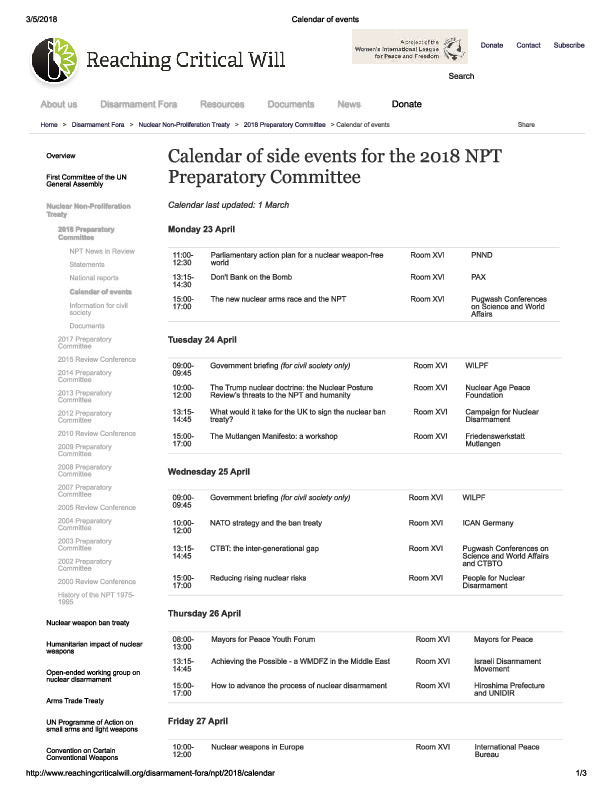 3/5/2018
Calendar of events
Reaching Critical Will
A project of the
Women's International League
for Peace and Freedom
Donate
Contact
Subscribe
Search
About us
Disarmament Fora
Resources
Documents
News
Donate
Home > Disarmament Fora > Nuclear Non-Proliferation Treaty > 2018 Preparatory Committee > Calendar of events
Share
Overview
First Committee of the UN
General Assembly
Nuclear Non-Proliferation
Treaty
2018 Preparatory
Committee
NPT News in Review
Statements
National reports
Calendar of events
Information for civil
society
Documents
2017 Preparatory
Committee
2015 Review Conference
2014 Preparatory
Committee
2013 Preparatory
Committee
2012 Preparatory
Committee
2010 Review Conference
2009 Preparatory
Committee
2008 Preparatory
Committee
2007 Preparatory
Committee
2005 Review Conference
2004 Preparatory
Committee
2003 Preparatory
Committee
2002 Preparatory
Committee
2000 Review Conference
History of the NPT 1975-
1995
Nuclear weapon ban treaty
Humanitarian impact of nuclear
weapons
Open-ended working group on
nuclear disarmament
Arms Trade Treaty
UN Programme of Action on
small arms and light weapons
Convention on Certain
Conventional Weapons
Calendar of side events for the 2018 NPT
Preparatory Committee
Calendar last updated: 1 March
Monday 23 April
11:00- Parliamentary action plan for a nuclear weapon-free Room XVI PNND
12:30 world
13:15- Don't Bank on the Bomb Room XVI PAX
14:30
15:00- The new nuclear arms race and the NPT Room XVI Pugwash Conferences
17:00 on Science and World
Affairs
Tuesday 24 April
09:00- Government briefing (for civil society only) Room XVI WILPF
09:45
10:00- The Trump nuclear doctrine: the Nuclear Posture Room XVI Nuclear Age Peace
12:00 Review's threats to the NPT and humanity Foundation
13:15- What would it take for the UK to sign the nuclear ban Room XVI Campaign for Nuclear
14:45 treaty? Disarmament
15:00- The Mutlangen Manifesto: a workshop Room XVI Friedenswerkstatt
17:00 Mutlangen
Wednesday 25 April
09:00- Government briefing (for civil society only) Room XVI WILPF
09:45
10:00- NATO strategy and the ban treaty Room XVI ICAN Germany
12:00
13:15- CTBT: the inter-generational gap Room XVI Pugwash Conferences on
14:45 Science and World Affairs
and CTBTO
15:00- Reducing rising nuclear risks Room XVI People for Nuclear
17:00 Disarmament
Thursday 26 April
08:00- Mayors for Peace Youth Forum Room XVI Mayors for Peace
13:00
13:15- Achieving the Possible - a WMDFZ in the Middle East Room XVI Israeli Disarmament
14:45 Movement
15:00- How to advance the process of nuclear disarmament Room XVI Hiroshima Prefecture
17:00 and UNIDIR
Friday 27 April
10:00- Nuclear weapons in Europe Room XVI International Peace
12:00 Bureau
http://www.reachingcriticalwill.org/disarmament-fora/npt/2018/calendar
1/3